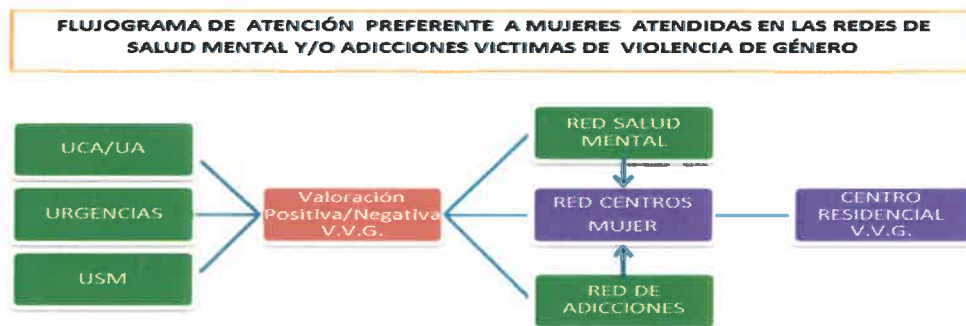 FLUJOGRAMA DE ATENCIÓN PREFERENTE A MUJERES ATENDIDAS EN LAS REDES DE
SALUD MENTAL Y/O ADICCIONES VICTIMAS DE VIOLENCIA DE GÉNERO
UCA/UA
URGENCIAS
USM
Valoración
Positiva/Negativa
V.V.G.
RED SALUD
MENTAL
RED CENTROS
MUJER
RED DE
ADICCIONES
CENTRO
RESIDENCIAL
V.V.G.